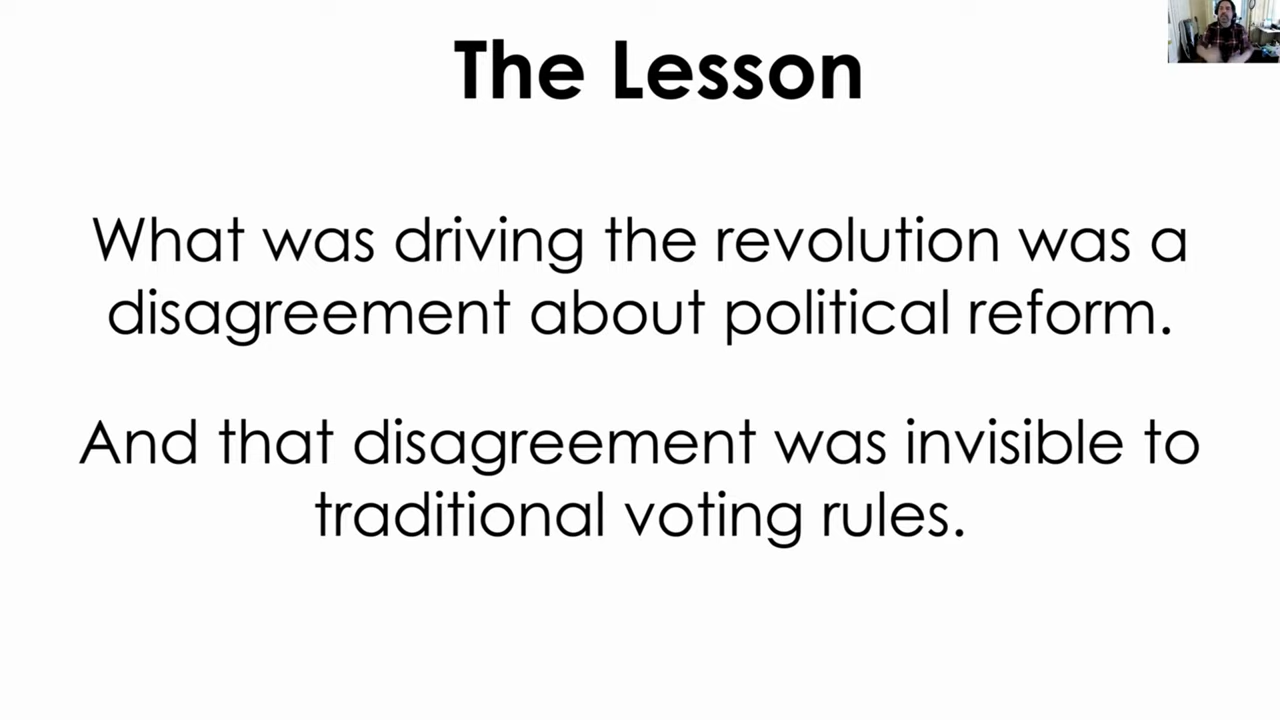 The Lesson
What was driving the revolution was a
disagreement about political reform.
And that disagreement was invisible to
traditional voting rules.